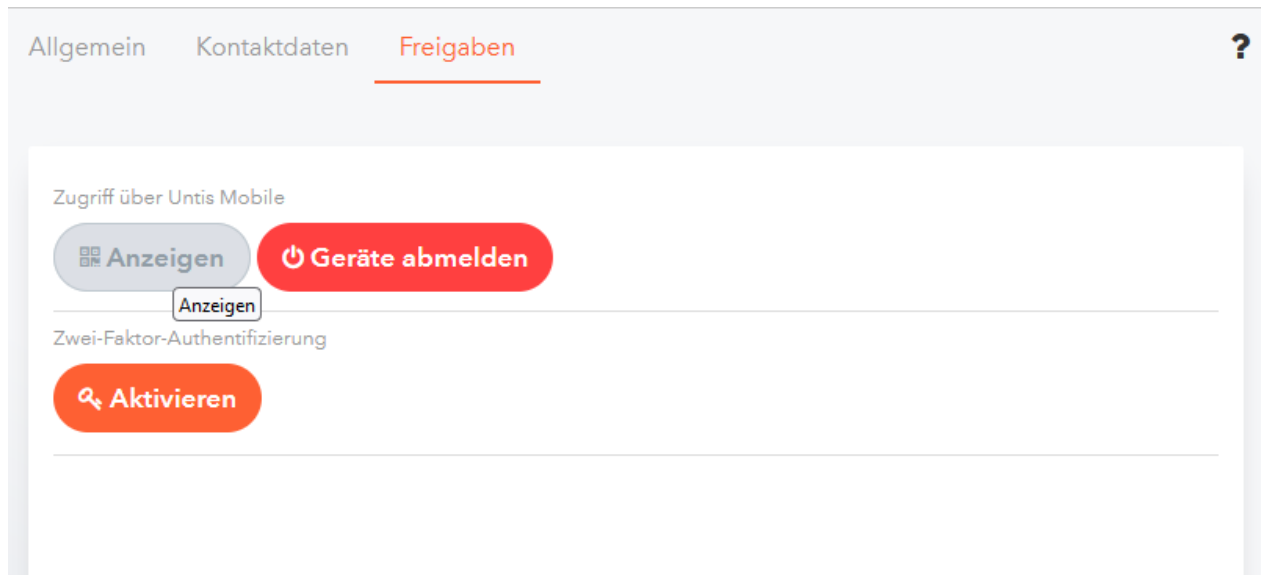 Allgemein Kontaktdaten Freigaben ?
Zugriff über Untis Mobile
Anzeigen Geräte abmelden
Anzeigen
Zwei-Faktor-Authentifizierung
Aktivieren